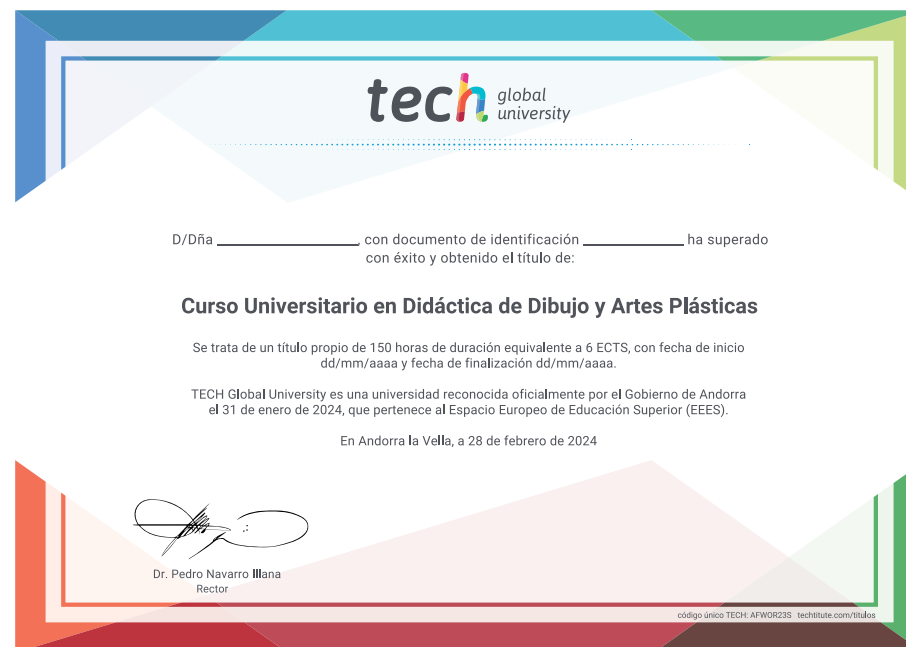 tech global university
D/Dña ____________________, con documento de identificación ______________ ha superado
con éxito y obtenido el título de:
Curso Universitario en Didáctica de Dibujo y Artes Plásticas
Se trata de un título propio de 150 horas de duración equivalente a 6 ECTS, con fecha de inicio
dd/mm/aaaa y fecha de finalización dd/mm/aaaa.
TECH Global University es una universidad reconocida oficialmente por el Gobierno de Andorra
el 31 de enero de 2024, que pertenece al Espacio Europeo de Educación Superior (EEES).
En Andorra la Vella, a 28 de febrero de 2024
Dr. Pedro Navarro Illana
Rector
código único TECH: AFWOR23S techtitute.com/titulos